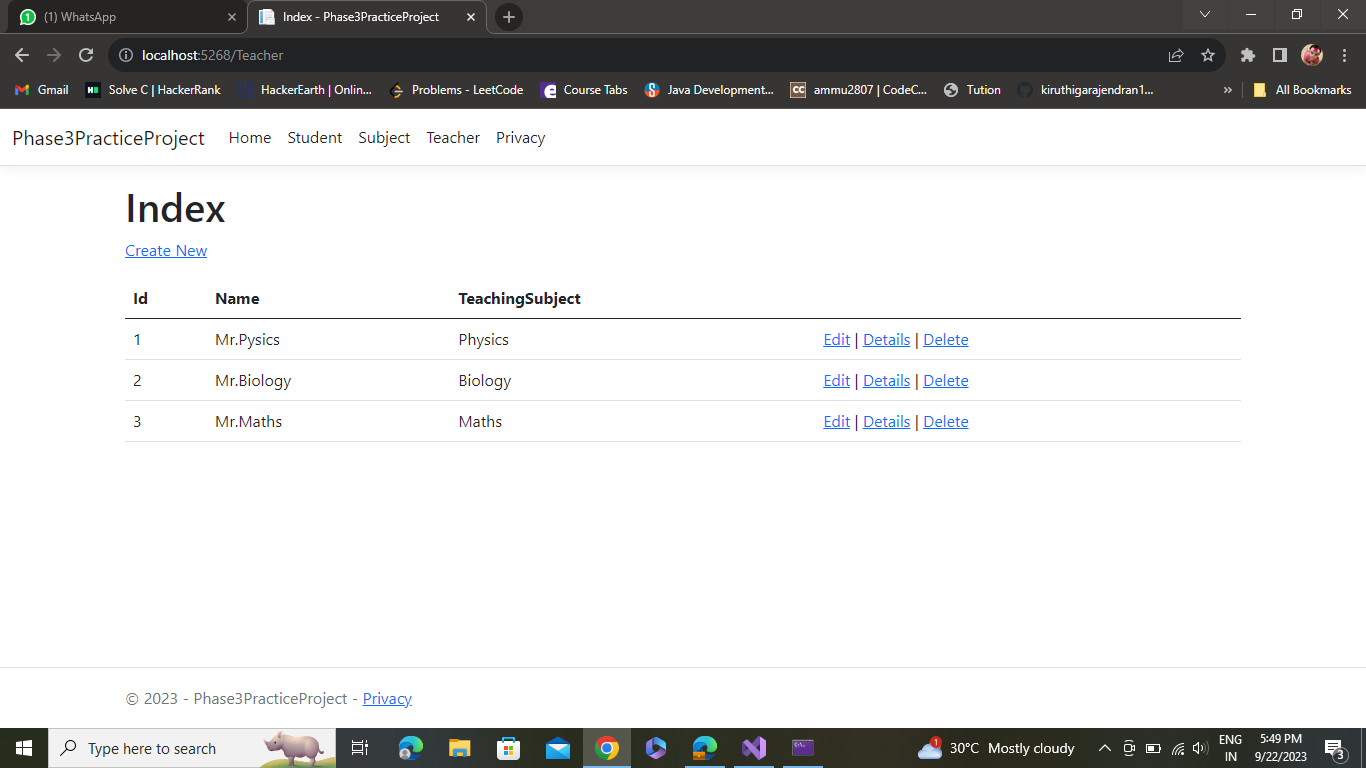 (1) WhatsApp
Index - Phase3PracticeProject
localhost:5268/Teacher
Gmail
Solve C | HackerRank
HackerEarth | Onlin...
Problems - LeetCode
Course Tabs
Java Development...
ammu2807 | CodeC...
Tution
kiruthigarajendran1...
»
All Bookmarks
Phase3PracticeProject Home Student Subject Teacher Privacy
Index
Create New
Id Name TeachingSubject
1 Mr.Pysics Physics Edit | Details | Delete
2 Mr.Biology Biology Edit | Details | Delete
3 Mr.Maths Maths Edit | Details | Delete
© 2023 - Phase3PracticeProject - Privacy
Type here to search
30°C Mostly cloudy
ENG
IN
5:49 PM
9/22/2023
3